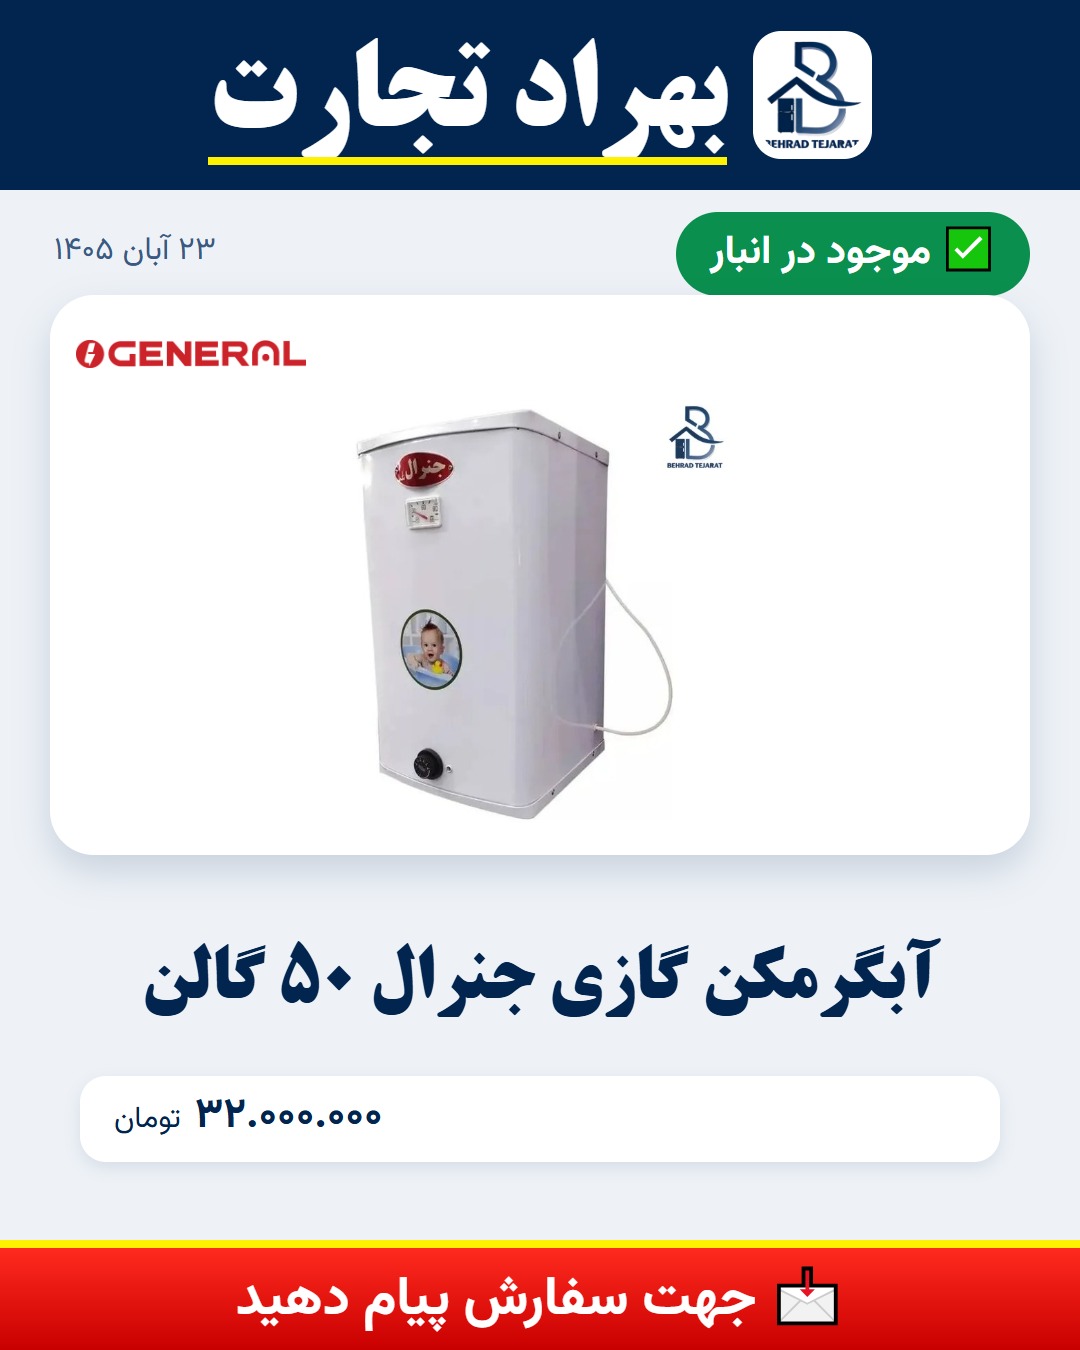 بهراد تجارت
BEHRAD TEJARAT
✅ موجود در انبار
۲۳ آبان ۱۴۰۵
GENERAL
BEHRAD TEJARAT
جنرال
آبگرمکن گازی جنرال ۵۰ گالن
۳۲.۰۰۰.۰۰۰ تومان
📩 جهت سفارش پیام دهید